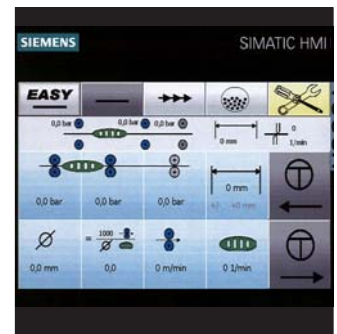 SIEMENS
SIMATIC HMI
EASY
0,0 bar 0,0 bar 0,0 bar
0 mm
0
1/min
0,0 bar 0,0 bar 0,0 bar
0 mm
+/- +0 mm
= 1000
0,0 mm 0,0 0 m/min 0 1/min